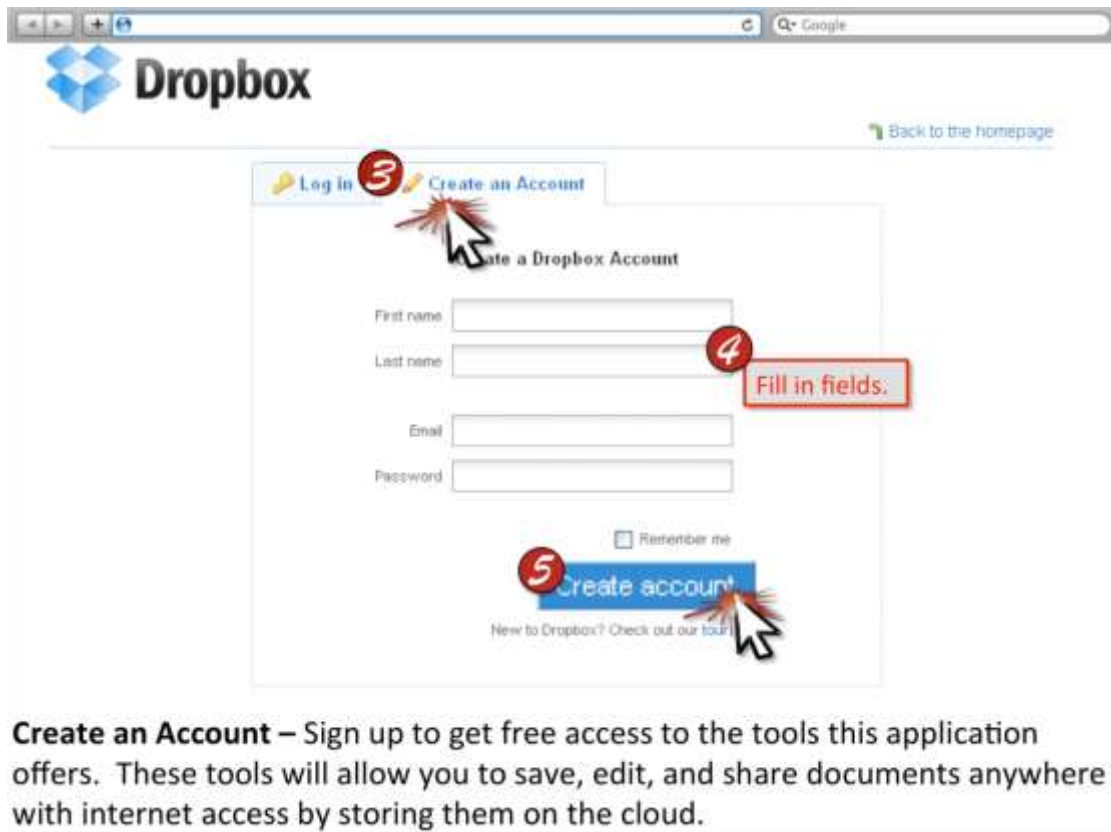 Google
Dropbox
Back to the homepage
Log in 3 Create an Account
ate a Dropbox Account
First name
Last name
4
Fill in fields.
Email
Password
Remember me
5
Create account
New to Dropbox? Check out our tour
Create an Account – Sign up to get free access to the tools this application
offers. These tools will allow you to save, edit, and share documents anywhere
with internet access by storing them on the cloud.